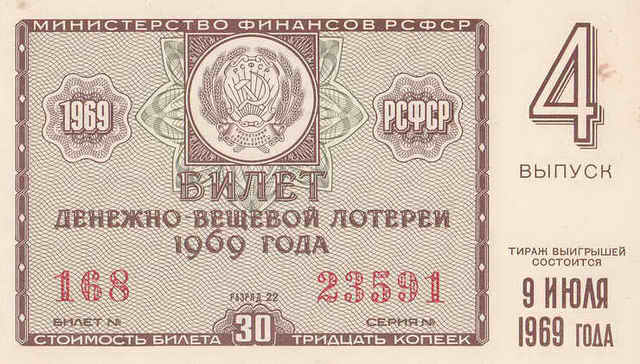 МИНИСТЕРСТВО ФИНАНСОВ РСФСР
РСФСР
1969
РСФСР
БИЛЕТ
ДЕНЕЖНО-ВЕЩЕВОЙ ЛОТЕРЕИ
1969 ГОДА
168
РАЗРЯД 22
23591
БИЛЕТ №
СЕРИЯ №
СТОИМОСТЬ БИЛЕТА 30 ТРИДЦАТЬ КОПЕЕК
4
ВЫПУСК
ТИРАЖ ВЫИГРЫШЕЙ
СОСТОИТСЯ
9 ИЮЛЯ
1969 ГОДА